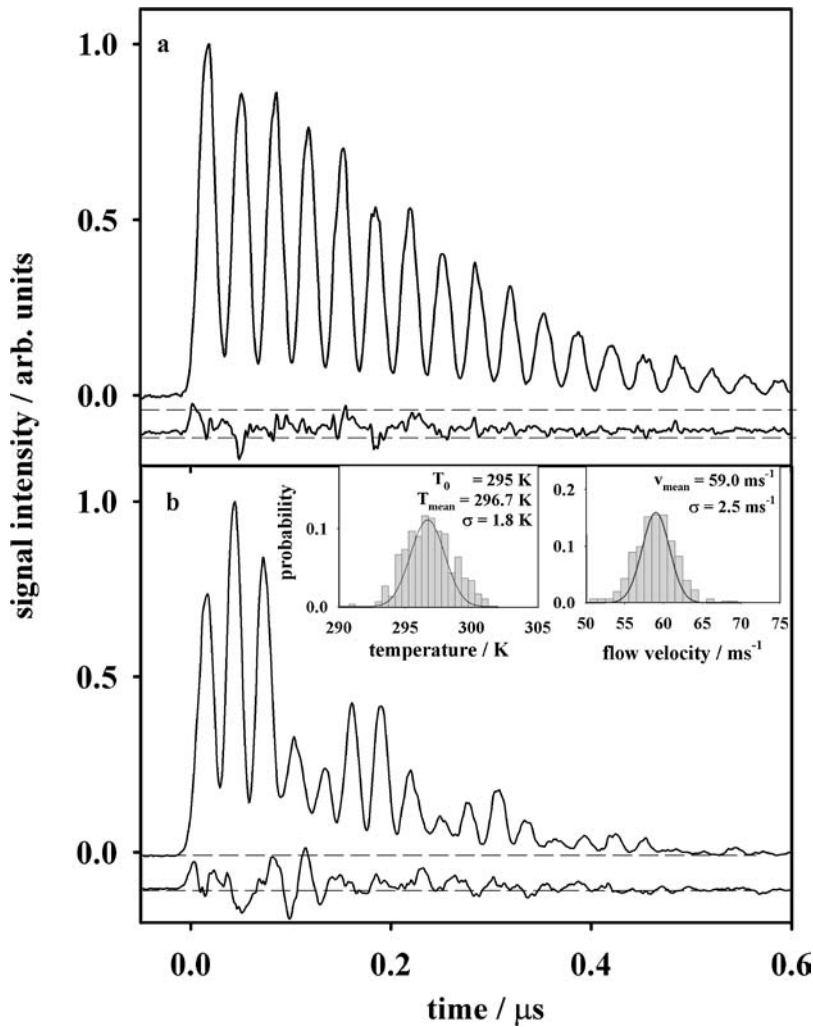 a
1.0
0.5
0.0
signal intensity / arb. units
b
1.0
0.5
0.0
T₀ = 295 K
T_mean = 296.7 K
σ = 1.8 K
probability
0.1
0.0
290 295 300 305
temperature / K
v_mean = 59.0 ms⁻¹
σ = 2.5 ms⁻¹
0.2
0.1
0.0
50 55 60 65 70 75
flow velocity / ms⁻¹
0.0 0.2 0.4 0.6
time / μs